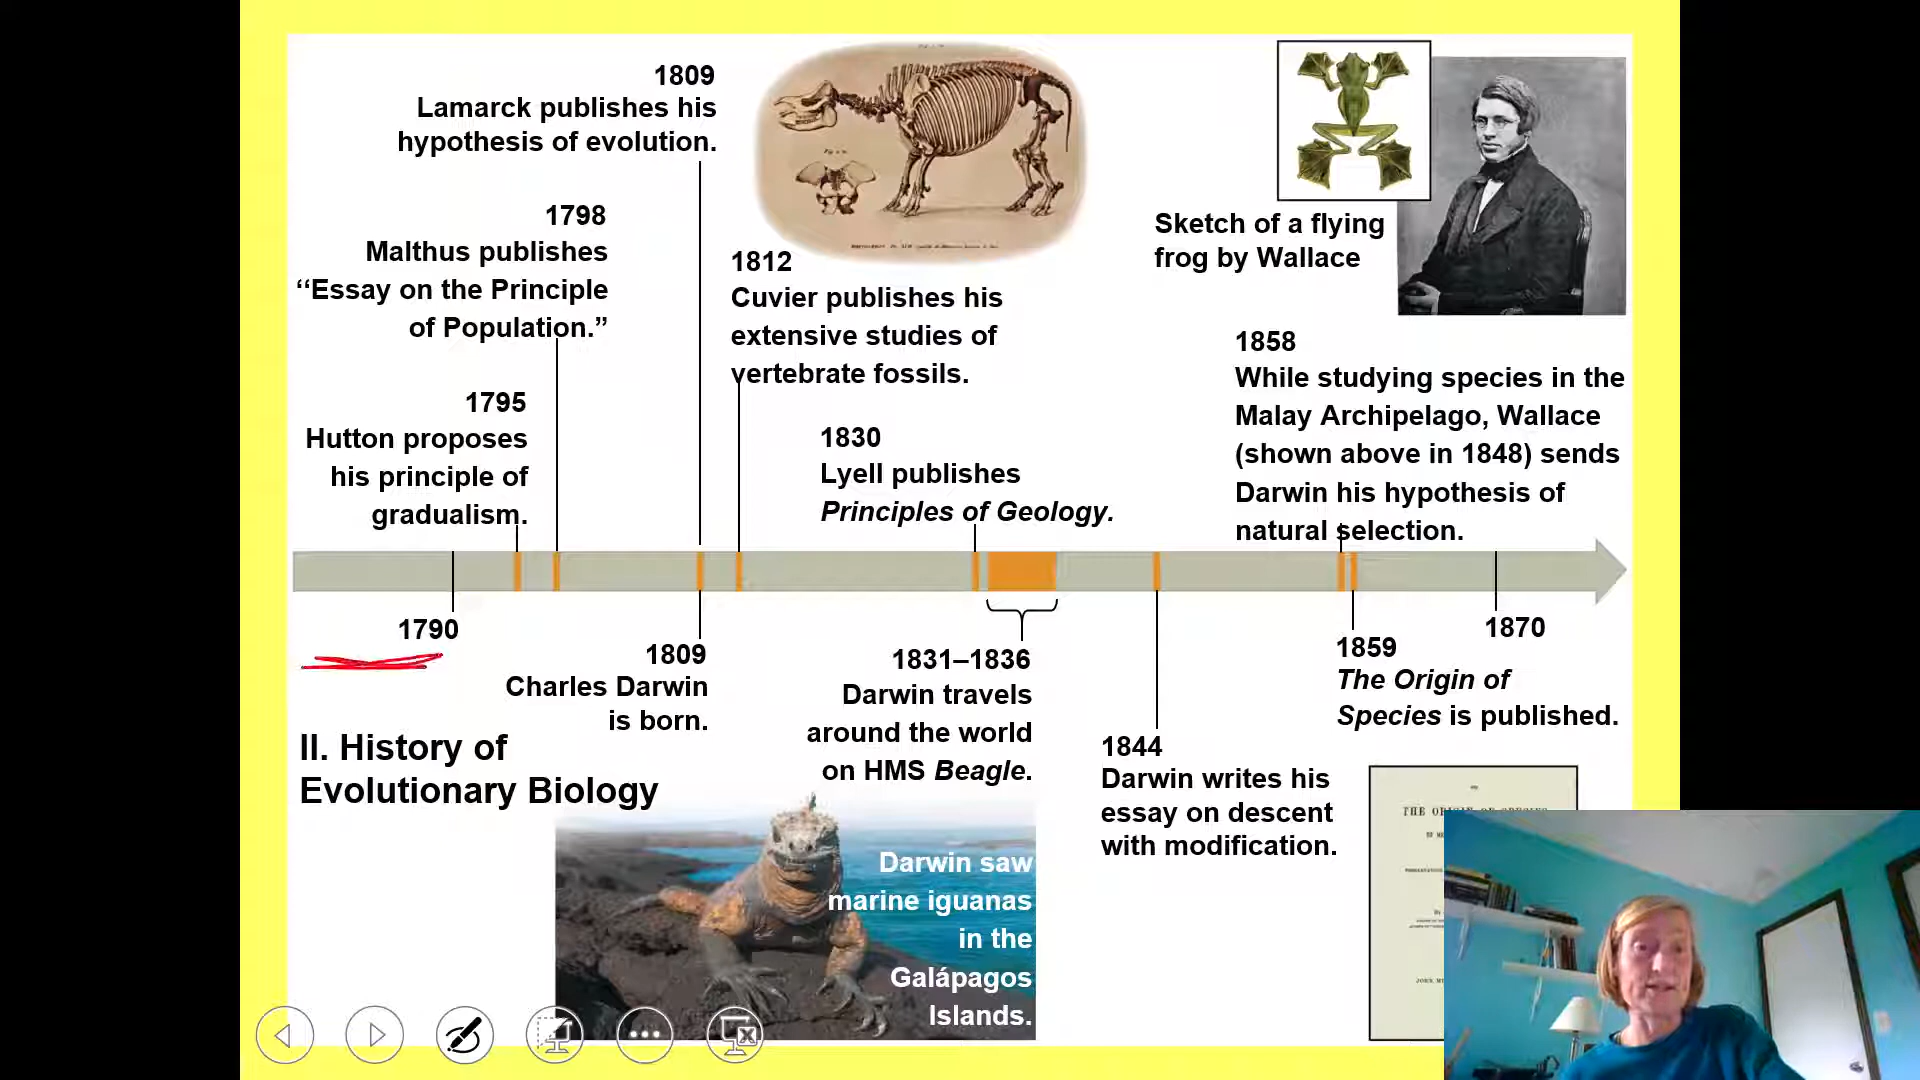 1809
Lamarck publishes his
hypothesis of evolution.
1798
Malthus publishes
‘‘Essay on the Principle
of Population.”
1795
Hutton proposes
his principle of
gradualism.
1812
Cuvier publishes his
extensive studies of
vertebrate fossils.
1830
Lyell publishes
Principles of Geology.
Sketch of a flying
frog by Wallace
1858
While studying species in the
Malay Archipelago, Wallace
(shown above in 1848) sends
Darwin his hypothesis of
natural selection.
1790
1809
Charles Darwin
is born.
1831–1836
Darwin travels
around the world
on HMS Beagle.
1844
Darwin writes his
essay on descent
with modification.
1859
The Origin of
Species is published.
1870
II. History of
Evolutionary Biology
Darwin saw
marine iguanas
in the
Galápagos
Islands.